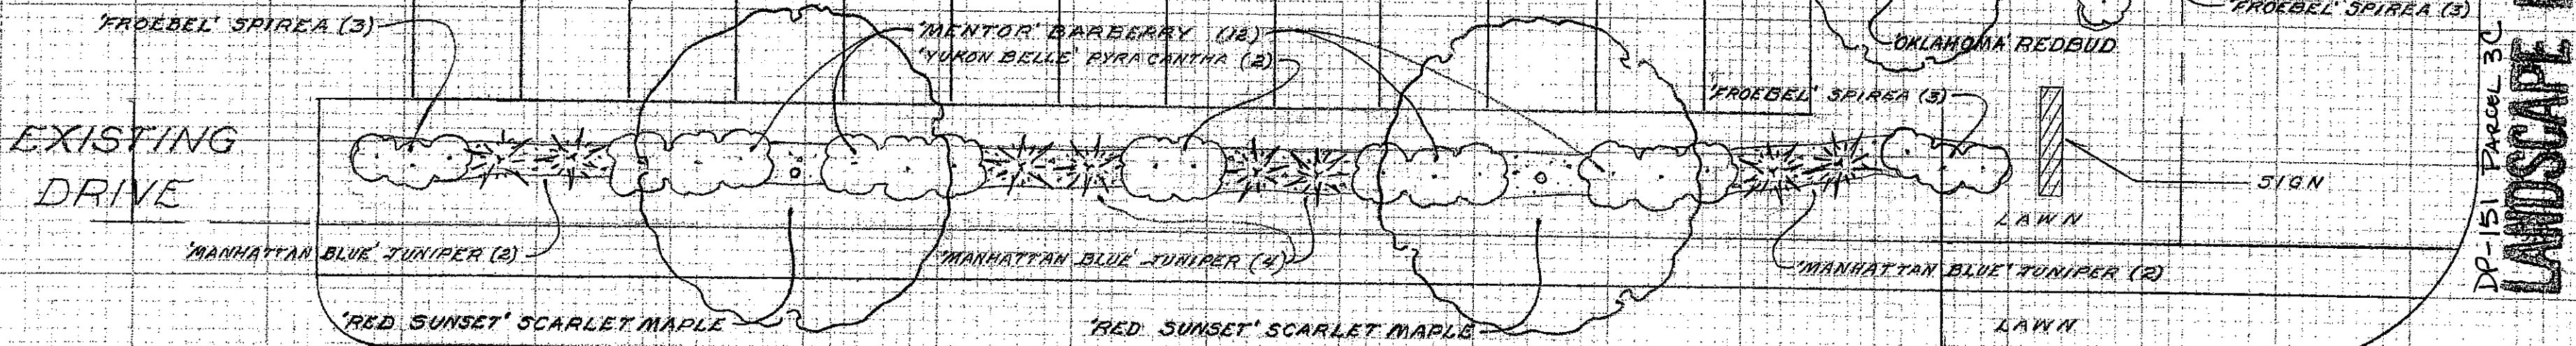 'FROEBEL' SPIREA (3)
'MENTOR' BARBERRY (12)
'YUKON BELLE' PYRACANTHA (2)
'FROEBEL' SPIREA (3)
'OKLAHOMA' REDBUD
'FROEBEL' SPIREA (3)
EXISTING
DRIVE
SIGN
LAWN
'MANHATTAN BLUE' JUNIPER (2)
'MANHATTAN BLUE' JUNIPER (4)
'MANHATTAN BLUE' JUNIPER (2)
'RED SUNSET' SCARLET MAPLE
'RED SUNSET' SCARLET MAPLE
LAWN
DP-151 PARCEL 3C
LANDSCAPE